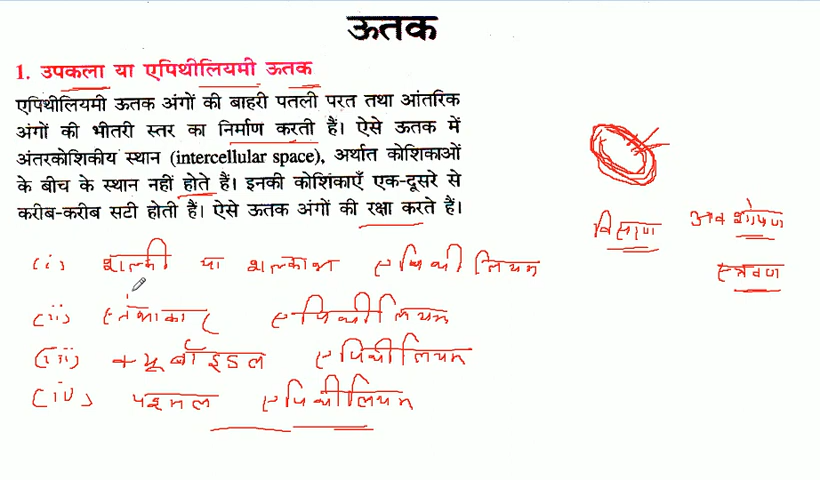 ऊतक
1. उपकला या एपिथीलियमी ऊतक
एपिथीलियमी ऊतक अंगों की बाहरी पतली परत तथा आंतरिक
अंगों की भीतरी स्तर का निर्माण करती हैं। ऐसे ऊतक में
अंतरकोशिकीय स्थान (intercellular space), अर्थात कोशिकाओं
के बीच के स्थान नहीं होते हैं। इनकी कोशिकाएँ एक-दूसरे से
करीब-करीब सटी होती हैं। ऐसे ऊतक अंगों की रक्षा करते हैं।
विसरण अवशोषण
स्त्रवण
(i) शल्की या शल्काभ एपिथीलियम
(ii) स्तंभाकार एपिथीलियम
(iii) क्यूबॉइडल एपिथीलियम
(iv) पक्ष्मल एपिथीलियम